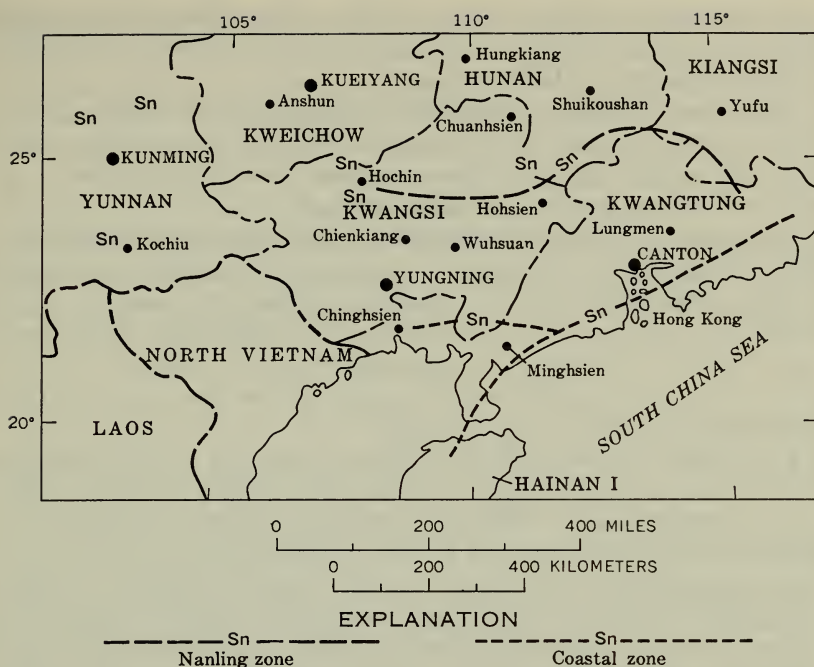 105° 110° 115°
Hungkiang
KUEIYANG HUNAN KIANGSI
Sn Anshun Shuikoushan
Sn Chuanhsien Yufu
KWEICHOW
25° KUNMING Sn Sn Sn
Hochin
YUNNAN Sn
KWANGSI Hohsien KWANGTUNG
Sn Chienkiang Wuhsuan Lungmen
Kochiu CANTON
YUNGNING
Chinghsien Sn Sn
Hong Kong
NORTH VIETNAM Minghsien
20° SOUTH CHINA SEA
LAOS
HAINAN I
0 200 400 MILES
0 200 400 KILOMETERS
EXPLANATION
Sn Sn
Nanling zone Coastal zone